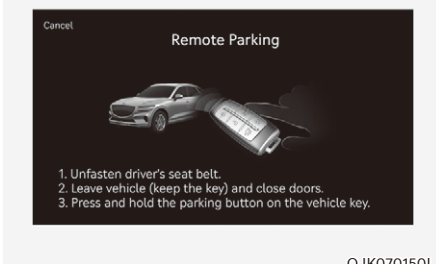 Cancel
Remote Parking
1. Unfasten driver's seat belt.
2. Leave vehicle (keep the key) and close doors.
3. Press and hold the parking button on the vehicle key.